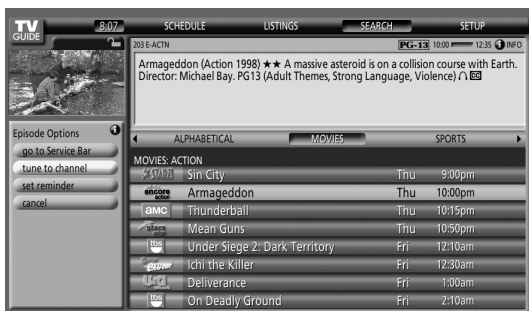 TV GUIDE 8:07 SCHEDULE LISTINGS SEARCH SETUP
203 E-ACTN PG-13 10:00 12:35 i INFO
Armageddon (Action 1998) ★★ A massive asteroid is on a collision course with Earth.
Director: Michael Bay. PG13 (Adult Themes, Strong Language, Violence) CC
Episode Options i
go to Service Bar
tune to channel
set reminder
cancel
ALPHABETICAL MOVIES SPORTS
MOVIES: ACTION
Sin City Thu 9:00pm
encore action Armageddon Thu 10:00pm
amc Thunderball Thu 10:15pm
Mean Guns Thu 10:50pm
tbs Under Siege 2: Dark Territory Fri 12:10am
Ichi the Killer Fri 12:30am
USA Deliverance Fri 1:00am
tbs On Deadly Ground Fri 2:10am